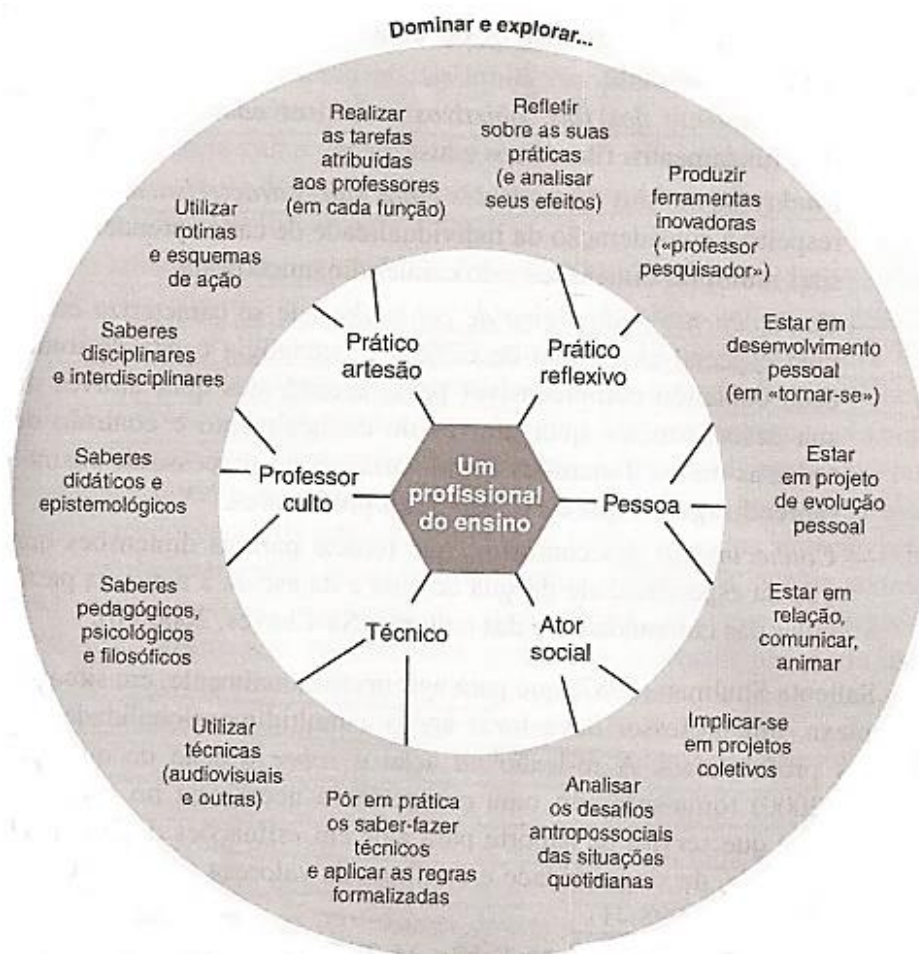 Dominar e explorar...
Realizar
as tarefas
atribuídas
aos professores
(em cada função)
Refletir
sobre as suas
práticas
(e analisar
seus efeitos)
Produzir
ferramentas
inovadoras
(«professor
pesquisador»)
Utilizar
rotinas
e esquemas
de ação
Estar em
desenvolvimento
pessoal
(em «tornar-se»)
Saberes
disciplinares
e interdisciplinares
Prático
artesão
Prático
reflexivo
Saberes
didáticos e
epistemológicos
Professor
culto
Um
profissional
do ensino
Pessoa
Estar
em projeto
de evolução
pessoal
Saberes
pedagógicos,
psicológicos
e filosóficos
Técnico
Ator
social
Estar em
relação,
comunicar,
animar
Utilizar
técnicas
(audiovisuais
e outras)
Pôr em prática
os saber-fazer
técnicos
e aplicar as regras
formalizadas
Analisar
os desafios
antropossociais
das situações
quotidianas
Implicar-se
em projetos
coletivos